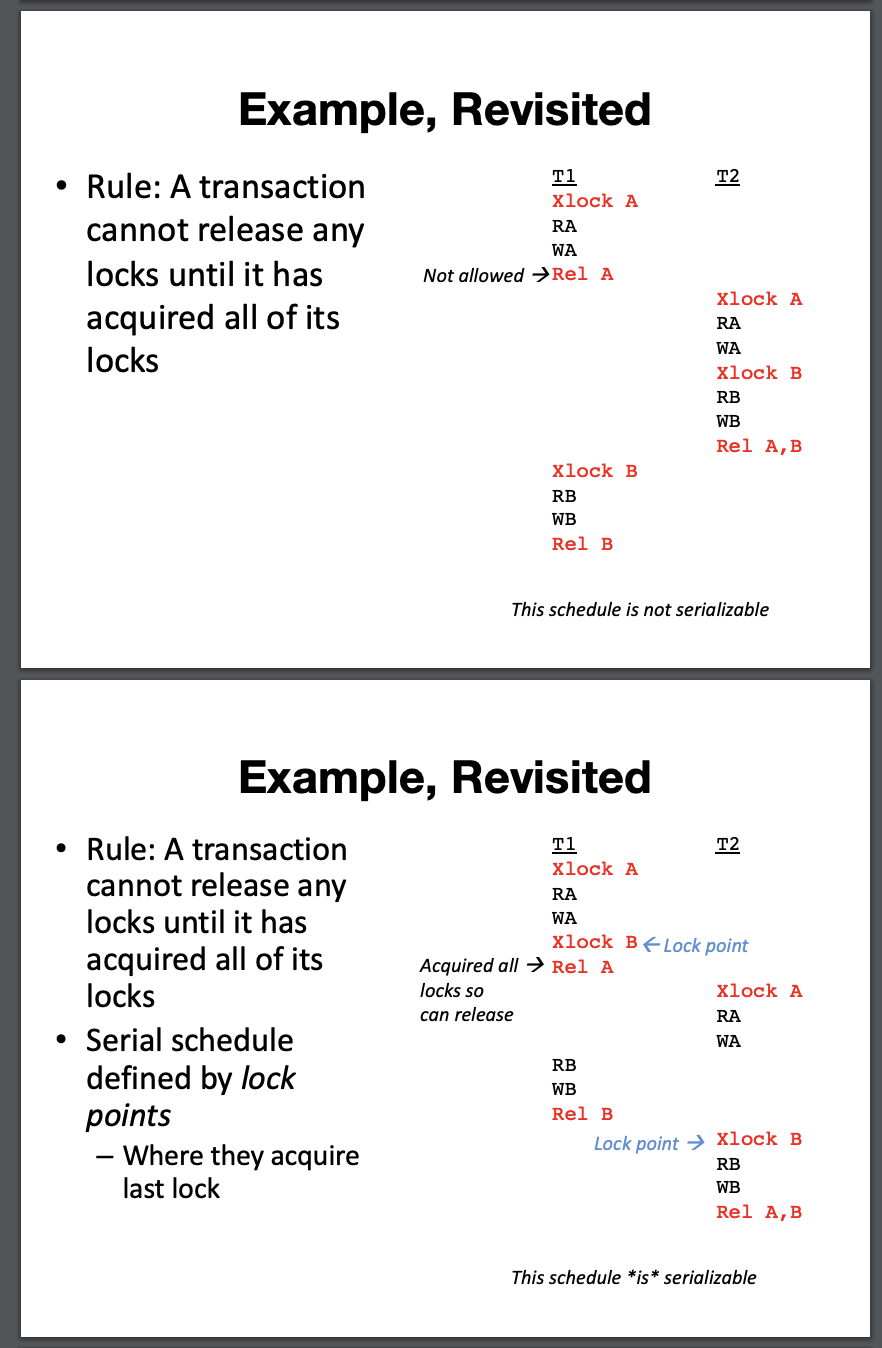 Example, Revisited
• Rule: A transaction
cannot release any
locks until it has
acquired all of its
locks
T1 T2
Xlock A
RA
WA
Not allowed → Rel A
Xlock A
RA
WA
Xlock B
RB
WB
Rel A,B
Xlock B
RB
WB
Rel B
This schedule is not serializable
Example, Revisited
• Rule: A transaction
cannot release any
locks until it has
acquired all of its
locks
• Serial schedule
defined by lock
points
– Where they acquire
last lock
T1 T2
Xlock A
RA
WA
Xlock B ← Lock point
Acquired all → Rel A
locks so
can release
Xlock A
RA
WA
RB
WB
Rel B
Lock point → Xlock B
RB
WB
Rel A,B
This schedule *is* serializable